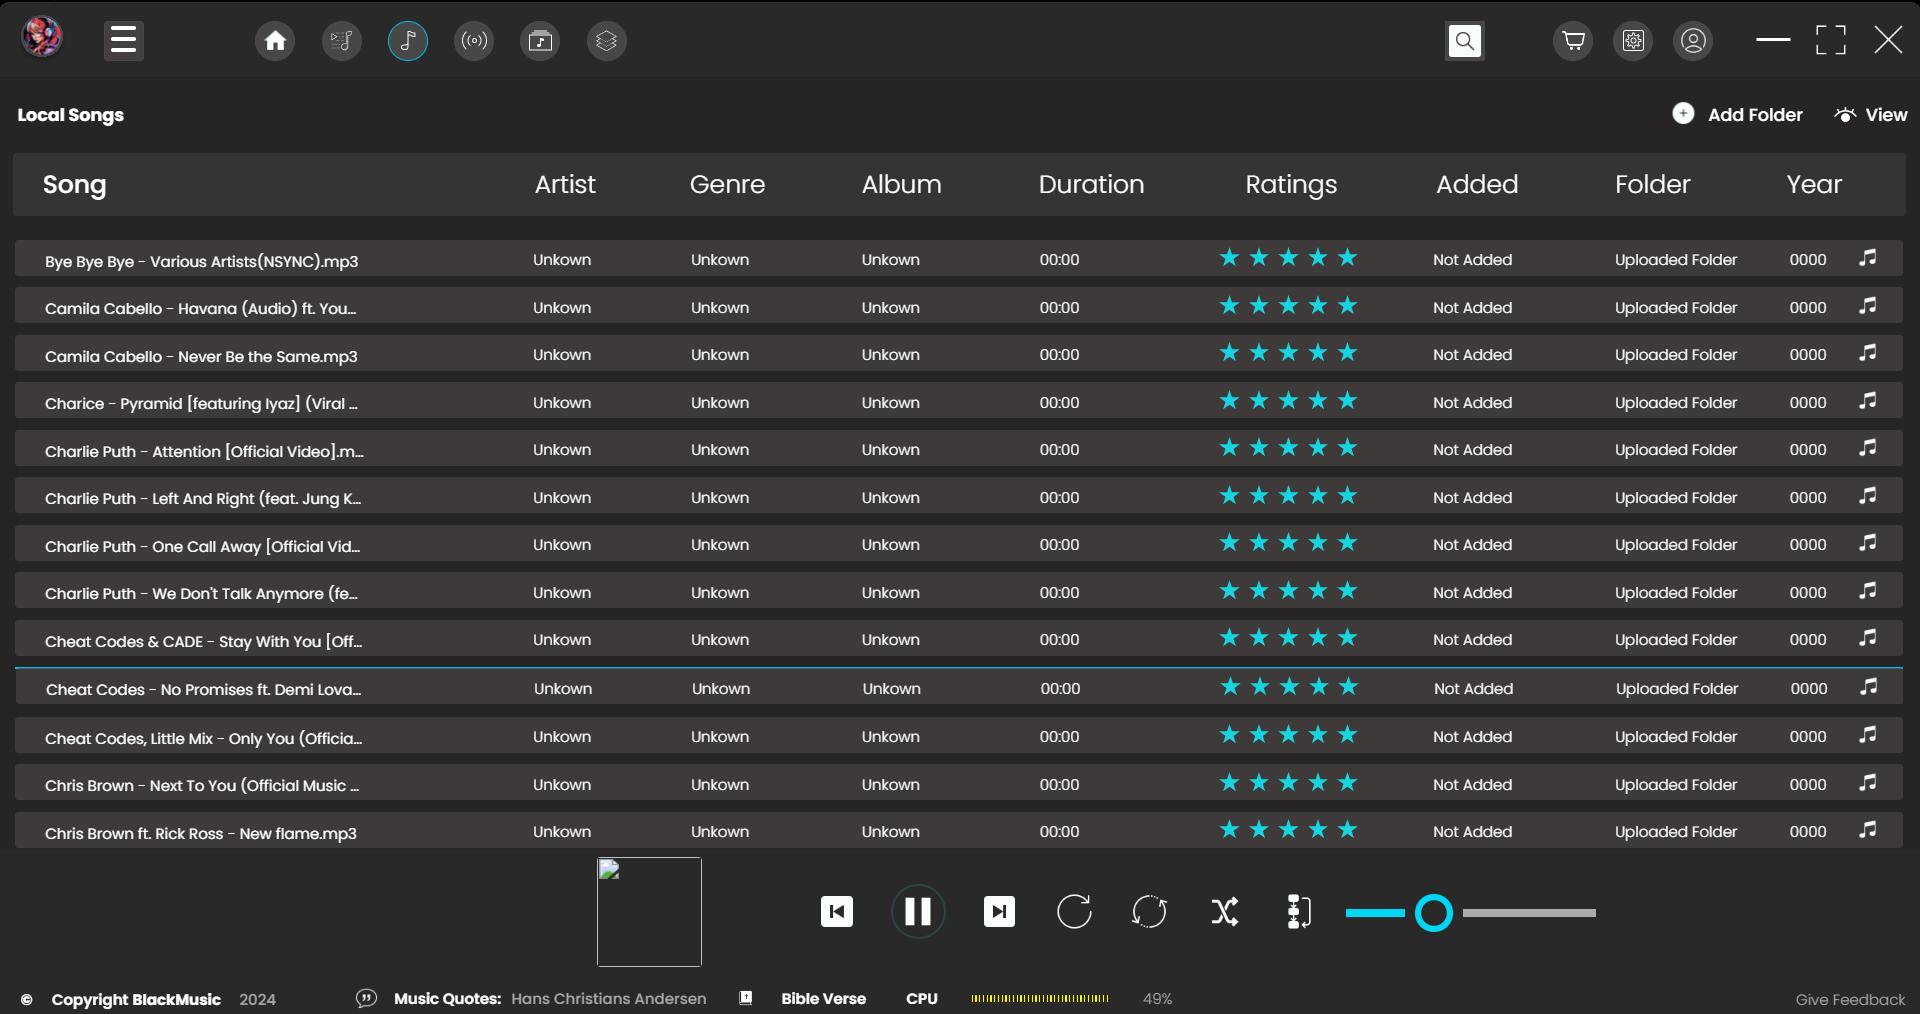 Local Songs Add Folder View
Song Artist Genre Album Duration Ratings Added Folder Year
Bye Bye Bye - Various Artists(NSYNC).mp3 Unkown Unkown Unkown 00:00 Not Added Uploaded Folder 0000
Camila Cabello - Havana (Audio) ft. You... Unkown Unkown Unkown 00:00 Not Added Uploaded Folder 0000
Camila Cabello - Never Be the Same.mp3 Unkown Unkown Unkown 00:00 Not Added Uploaded Folder 0000
Charice - Pyramid [featuring Iyaz] (Viral ... Unkown Unkown Unkown 00:00 Not Added Uploaded Folder 0000
Charlie Puth - Attention [Official Video].m... Unkown Unkown Unkown 00:00 Not Added Uploaded Folder 0000
Charlie Puth - Left And Right (feat. Jung K... Unkown Unkown Unkown 00:00 Not Added Uploaded Folder 0000
Charlie Puth - One Call Away [Official Vid... Unkown Unkown Unkown 00:00 Not Added Uploaded Folder 0000
Charlie Puth - We Don't Talk Anymore (fe... Unkown Unkown Unkown 00:00 Not Added Uploaded Folder 0000
Cheat Codes & CADE - Stay With You [Off... Unkown Unkown Unkown 00:00 Not Added Uploaded Folder 0000
Cheat Codes - No Promises ft. Demi Lova... Unkown Unkown Unkown 00:00 Not Added Uploaded Folder 0000
Cheat Codes, Little Mix - Only You (Officia... Unkown Unkown Unkown 00:00 Not Added Uploaded Folder 0000
Chris Brown - Next To You (Official Music ... Unkown Unkown Unkown 00:00 Not Added Uploaded Folder 0000
Chris Brown ft. Rick Ross - New flame.mp3 Unkown Unkown Unkown 00:00 Not Added Uploaded Folder 0000
© Copyright BlackMusic 2024 Music Quotes: Hans Christians Andersen Bible Verse CPU 49% Give Feedback